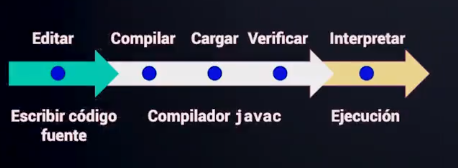 Editar Compilar Cargar Verificar Interpretar
Escribir código Compilador javac Ejecución
fuente